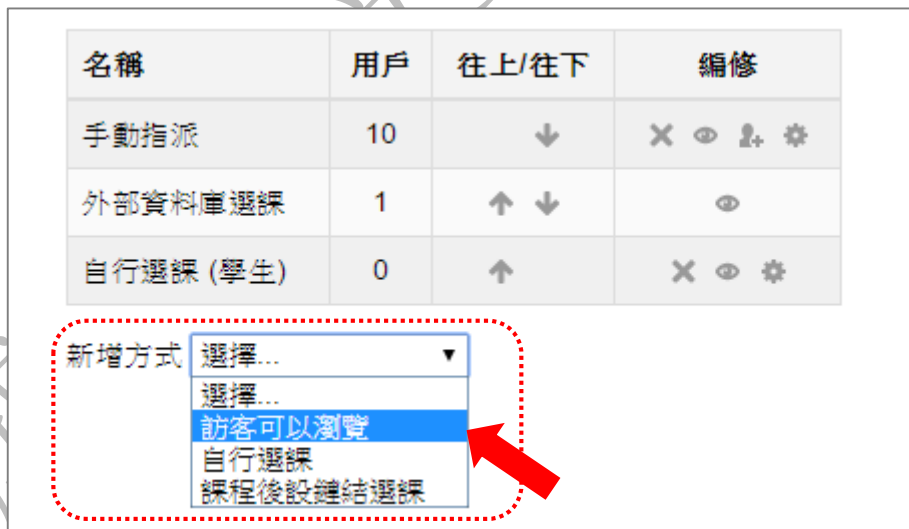 名稱 用戶 往上/往下 編修
手動指派 10
外部資料庫選課 1
自行選課 (學生) 0
新增方式 選擇...
選擇...
訪客可以瀏覽
自行選課
課程後設鏈結選課